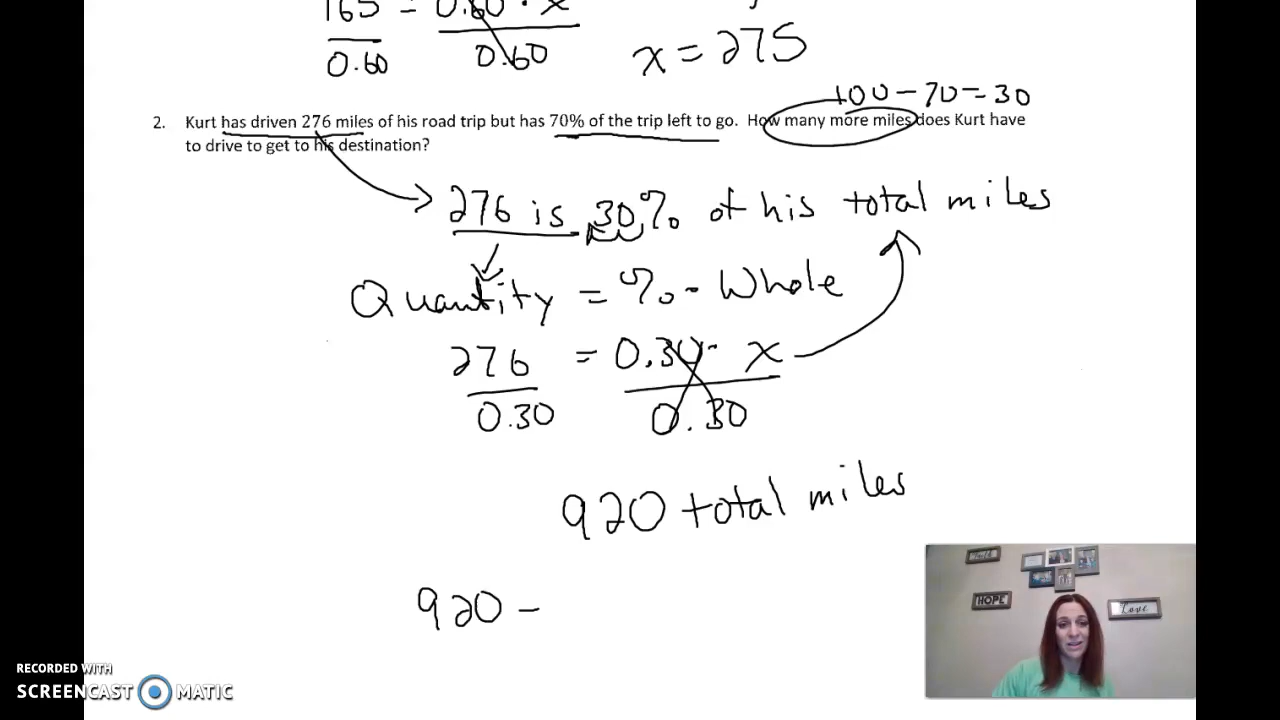 165 = 0.60 · x
0.60 0.60 x = 275
100 - 70 = 30
2. Kurt has driven 276 miles of his road trip but has 70% of the trip left to go. How many more miles does Kurt have
to drive to get to his destination?
276 is 30% of his total miles
Quantity = % · Whole
276 = 0.30 · x
0.30 0.30
920 total miles
920 -
HOPE
Love
RECORDED WITH
SCREENCAST MATIC